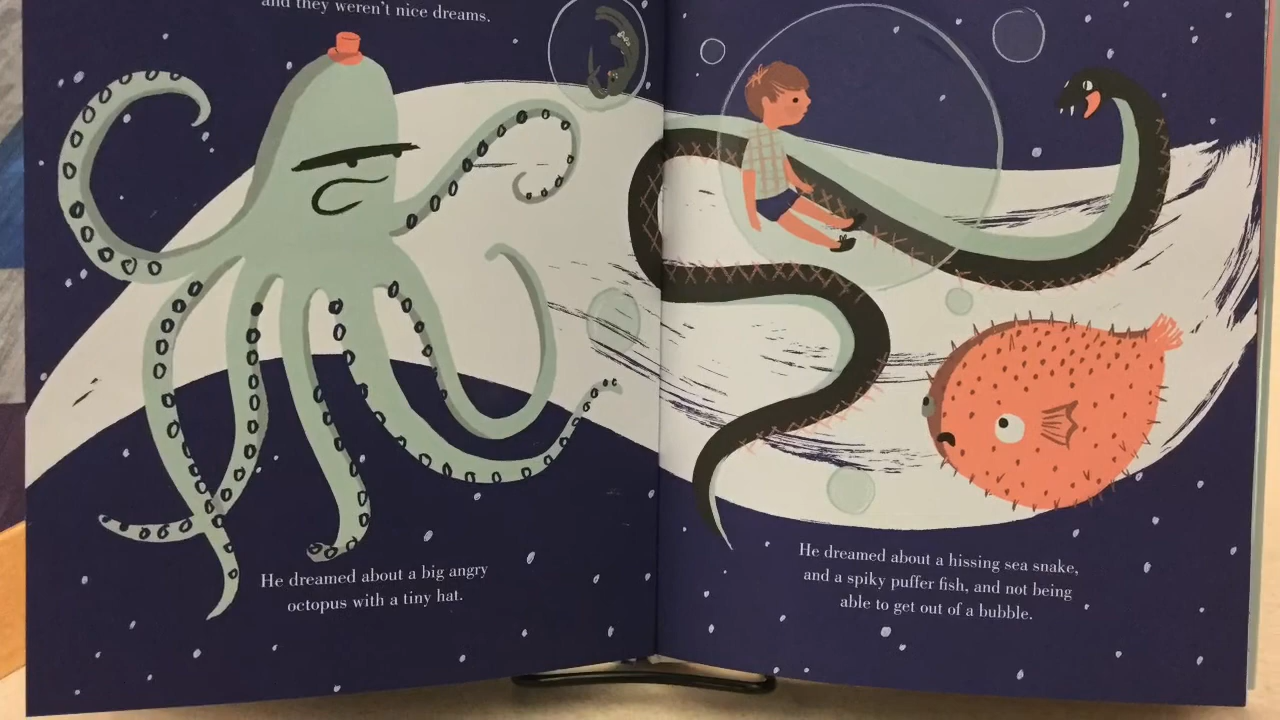 and they weren't nice dreams.
He dreamed about a big angry
octopus with a tiny hat.
He dreamed about a hissing sea snake,
and a spiky puffer fish, and not being
able to get out of a bubble.